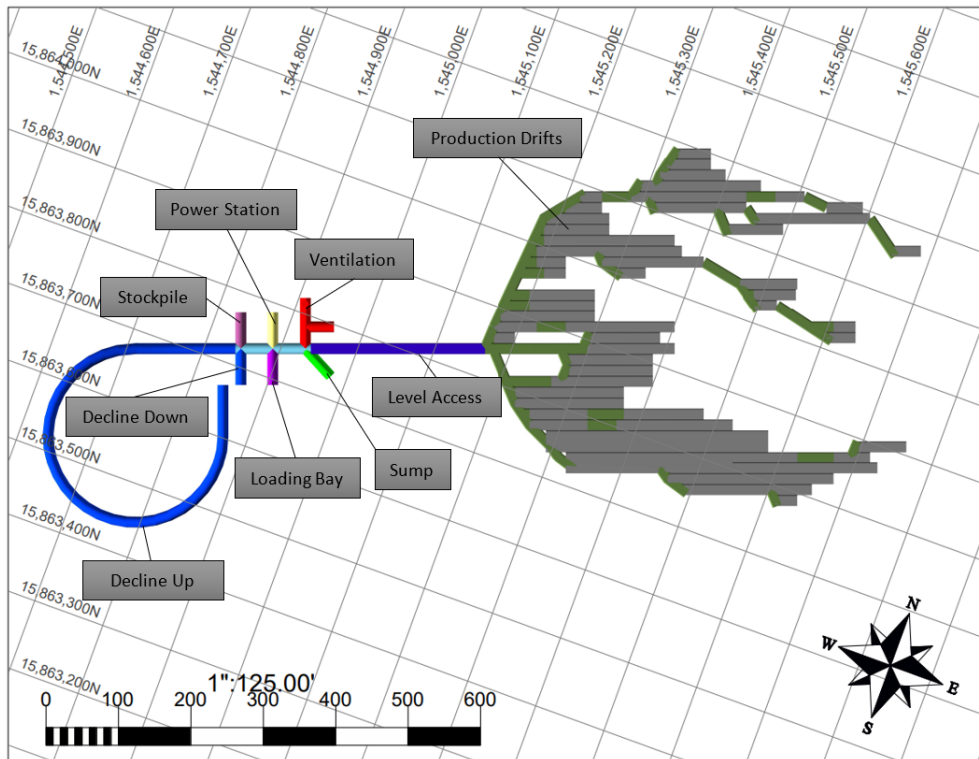 1,544,500E
1,544,600E
1,544,700E
1,544,800E
1,544,900E
1,545,000E
1,545,100E
1,545,200E
1,545,300E
1,545,400E
1,545,500E
1,545,600E
15,864,000N
15,863,900N
15,863,800N
15,863,700N
15,863,600N
15,863,500N
15,863,400N
15,863,300N
15,863,200N
Production Drifts
Power Station
Ventilation
Stockpile
Decline Down
Level Access
Loading Bay
Sump
Decline Up
N
W
E
S
1":125.00'
0 100 200 300 400 500 600